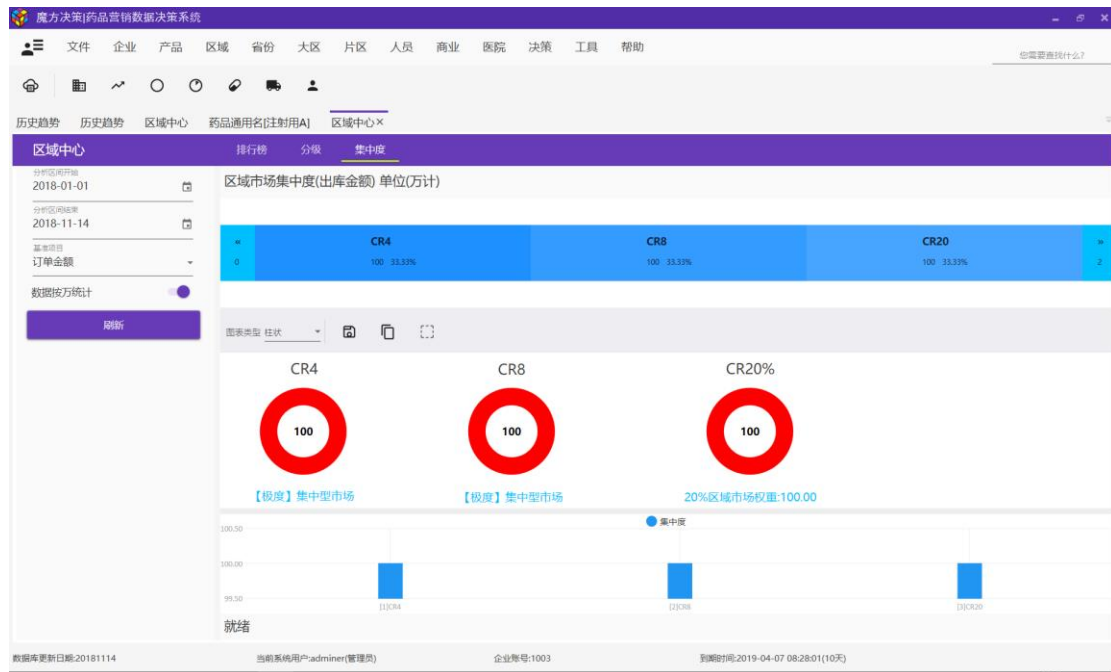 魔方决策|药品营销数据决策系统
文件 企业 产品 区域 省份 大区 片区 人员 商业 医院 决策 工具 帮助
您需要查找什么?
历史趋势 历史趋势 区域中心 药品通用名[注射用A] 区域中心×
区域中心 排行榜 分级 集中度
分析区间开始
2018-01-01
区域市场集中度(出库金额) 单位(万计)
分析区间结束
2018-11-14
基准项目
订单金额
数据按万统计
刷新
« CR4 CR8 CR20 »
0 100 33.33% 100 33.33% 100 33.33% 2
图表类型 柱状
CR4 CR8 CR20%
100 100 100
【极度】集中型市场 【极度】集中型市场 20%区域市场权重:100.00
集中度
100.50
100.00
99.50
[1]CR4 [2]CR8 [3]CR20
就绪
数据库更新日期:20181114 当前系统用户:adminer(管理员) 企业账号:1003 到期时间:2019-04-07 08:28:01(10天)